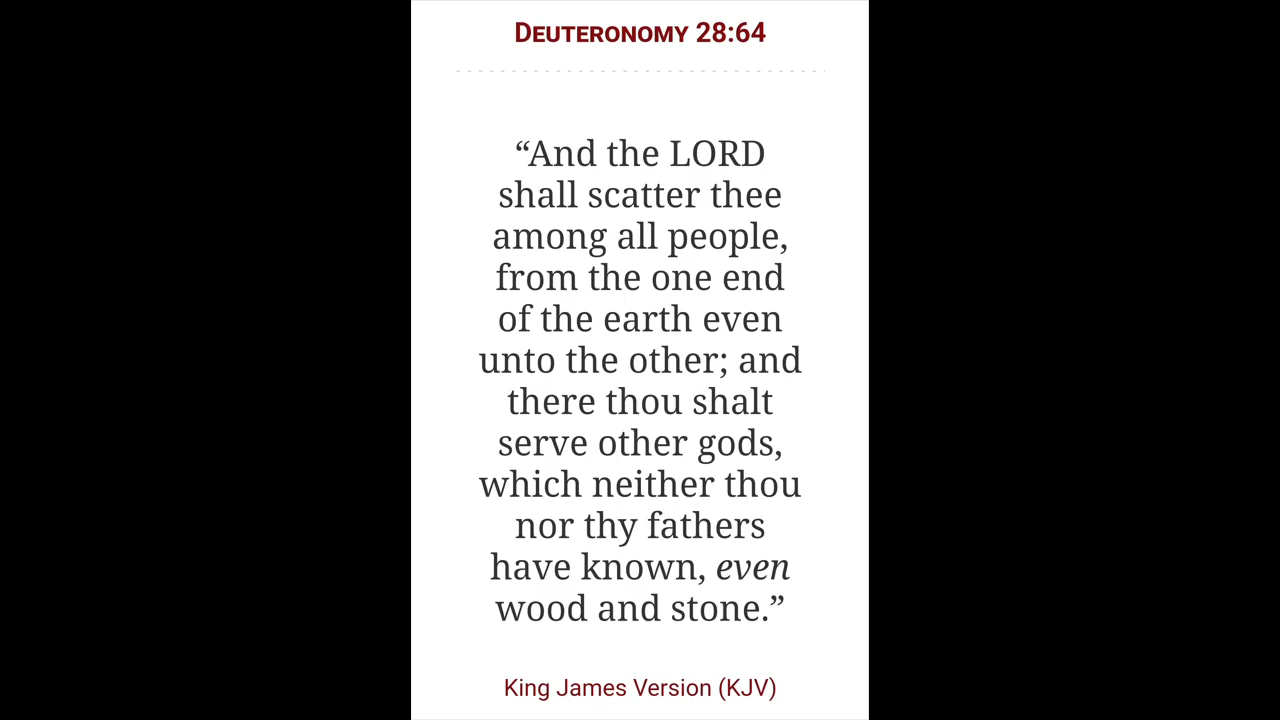 DEUTERONOMY 28:64
“And the LORD
shall scatter thee
among all people,
from the one end
of the earth even
unto the other; and
there thou shalt
serve other gods,
which neither thou
nor thy fathers
have known, even
wood and stone.”
King James Version (KJV)